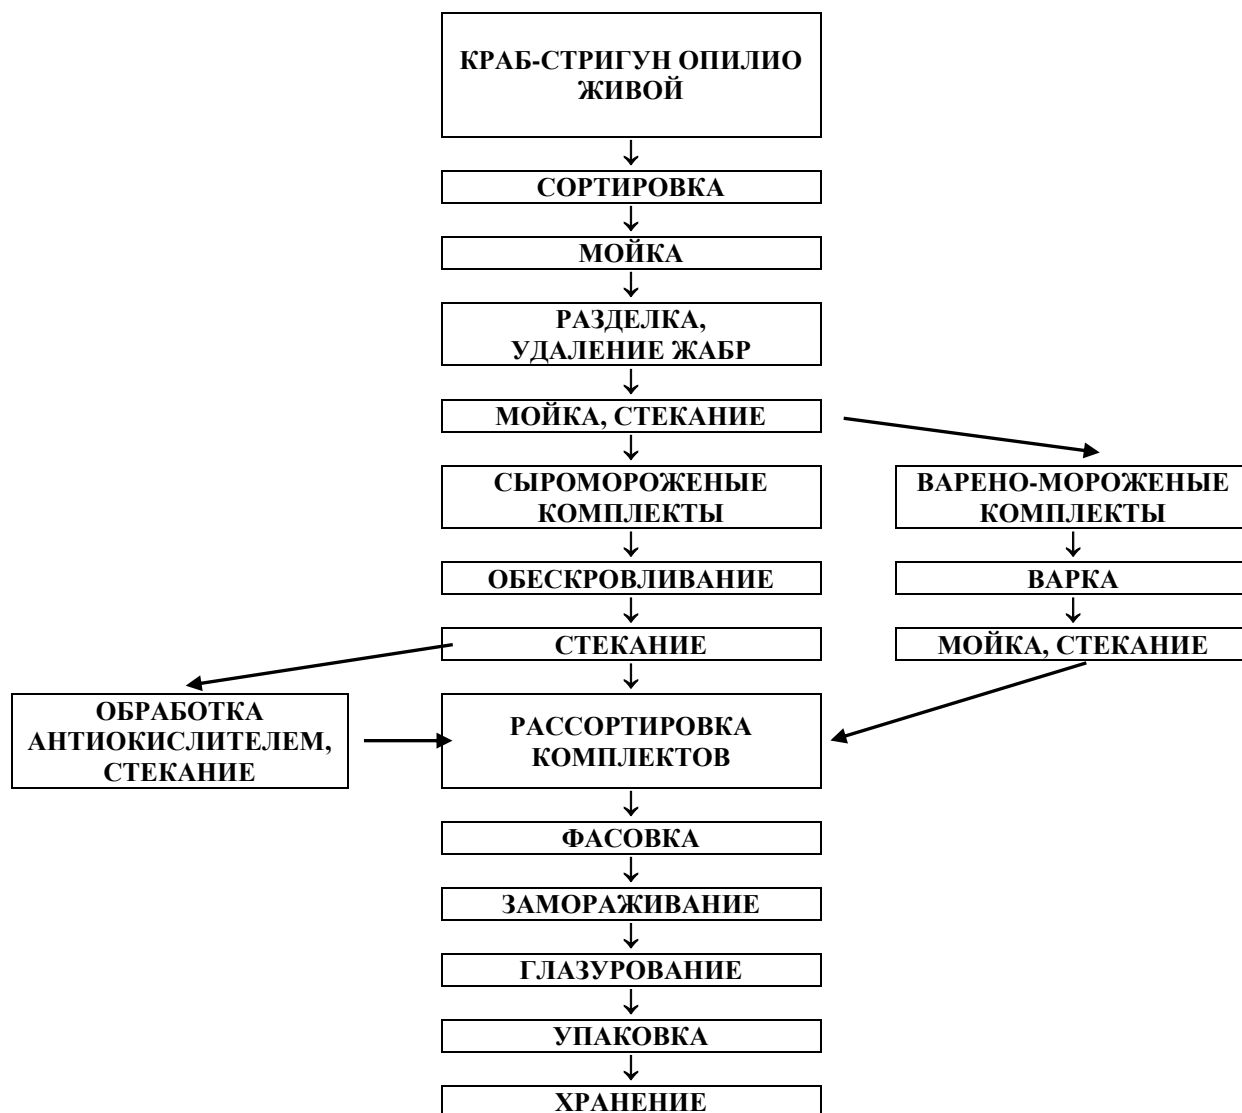 КРАБ-СТРИГУН ОПИЛИО
ЖИВОЙ
СОРТИРОВКА
МОЙКА
РАЗДЕЛКА,
УДАЛЕНИЕ ЖАБР
МОЙКА, СТЕКАНИЕ
СЫРОМОРОЖЕНЫЕ
КОМПЛЕКТЫ
ВАРЕНО-МОРОЖЕНЫЕ
КОМПЛЕКТЫ
ОБЕСКРОВЛИВАНИЕ
ВАРКА
СТЕКАНИЕ
МОЙКА, СТЕКАНИЕ
ОБРАБОТКА
АНТИОКИСЛИТЕЛЕМ,
СТЕКАНИЕ
РАССОРТИРОВКА
КОМПЛЕКТОВ
ФАСОВКА
ЗАМОРАЖИВАНИЕ
ГЛАЗУРОВАНИЕ
УПАКОВКА
ХРАНЕНИЕ